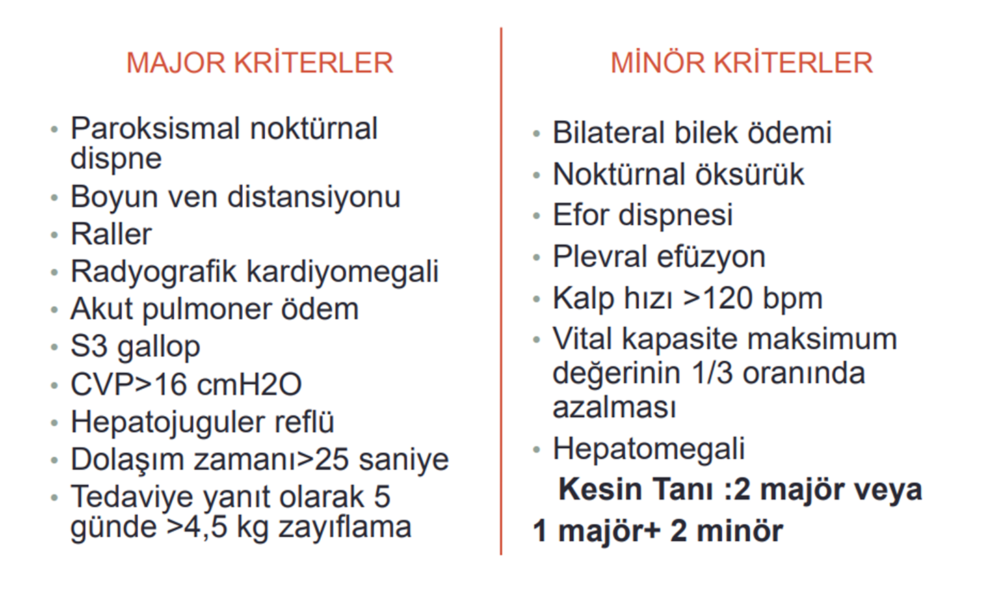 MAJOR KRİTERLER
• Paroksismal noktürnal
dispne
• Boyun ven distansiyonu
• Raller
• Radyografik kardiyomegali
• Akut pulmoner ödem
• S3 gallop
• CVP>16 cmH2O
• Hepatojuguler reflü
• Dolaşım zamanı>25 saniye
• Tedaviye yanıt olarak 5
günde >4,5 kg zayıflama
MİNÖR KRİTERLER
• Bilateral bilek ödemi
• Noktürnal öksürük
• Efor dispnesi
• Plevral efüzyon
• Kalp hızı >120 bpm
• Vital kapasite maksimum
değerinin 1/3 oranında
azalması
• Hepatomegali
Kesin Tanı :2 majör veya
1 majör+ 2 minör